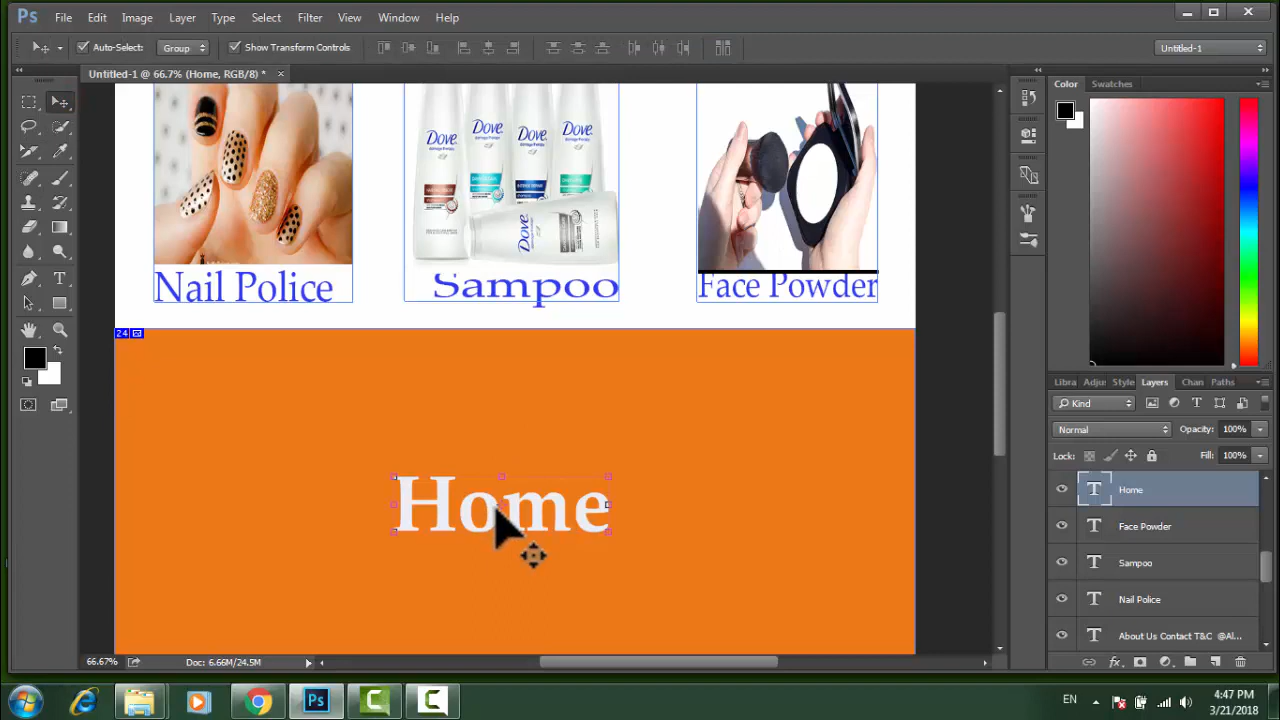 Ps File Edit Image Layer Type Select Filter View Window Help
Auto-Select: Group Show Transform Controls Untitled-1
Untitled-1 @ 66.7% (Home, RGB/8) * ×
Color Swatches
Dove Dove Dove Dove
Dove
Nail Police Sampoo Face Powder
24
Home
Libra Adju Style Layers Chan Paths
Kind
Normal Opacity: 100%
Lock: Fill: 100%
T Home
T Face Powder
T Sampoo
T Nail Police
T About Us Contact T&C @Al...
66.67% Doc: 6.66M/24.5M
Ps C C EN 4:47 PM
3/21/2018